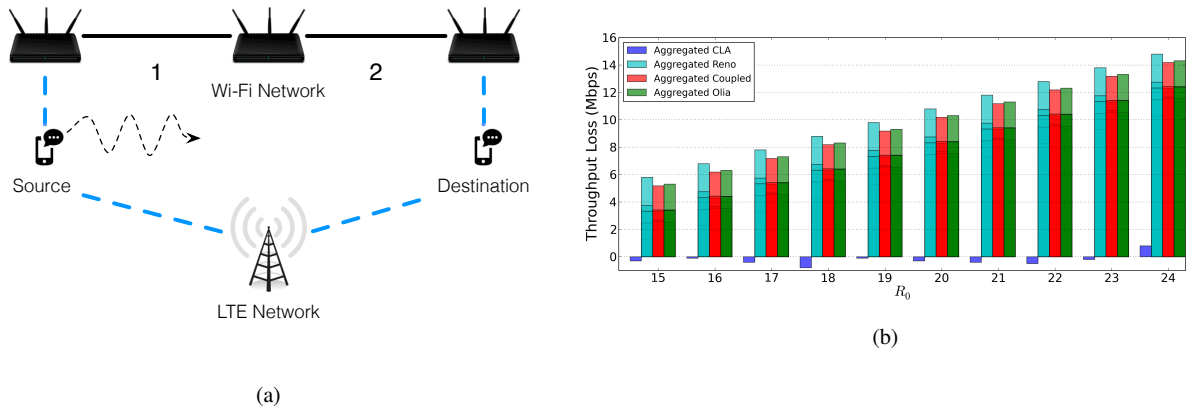 1
2
Wi-Fi Network
Source
Destination
LTE Network
(a)
Throughput Loss (Mbps)
16
14
12
10
8
6
4
2
0
Aggregated CLA
Aggregated Reno
Aggregated Coupled
Aggregated Olia
15 16 17 18 19 20 21 22 23 24
R₀
(b)